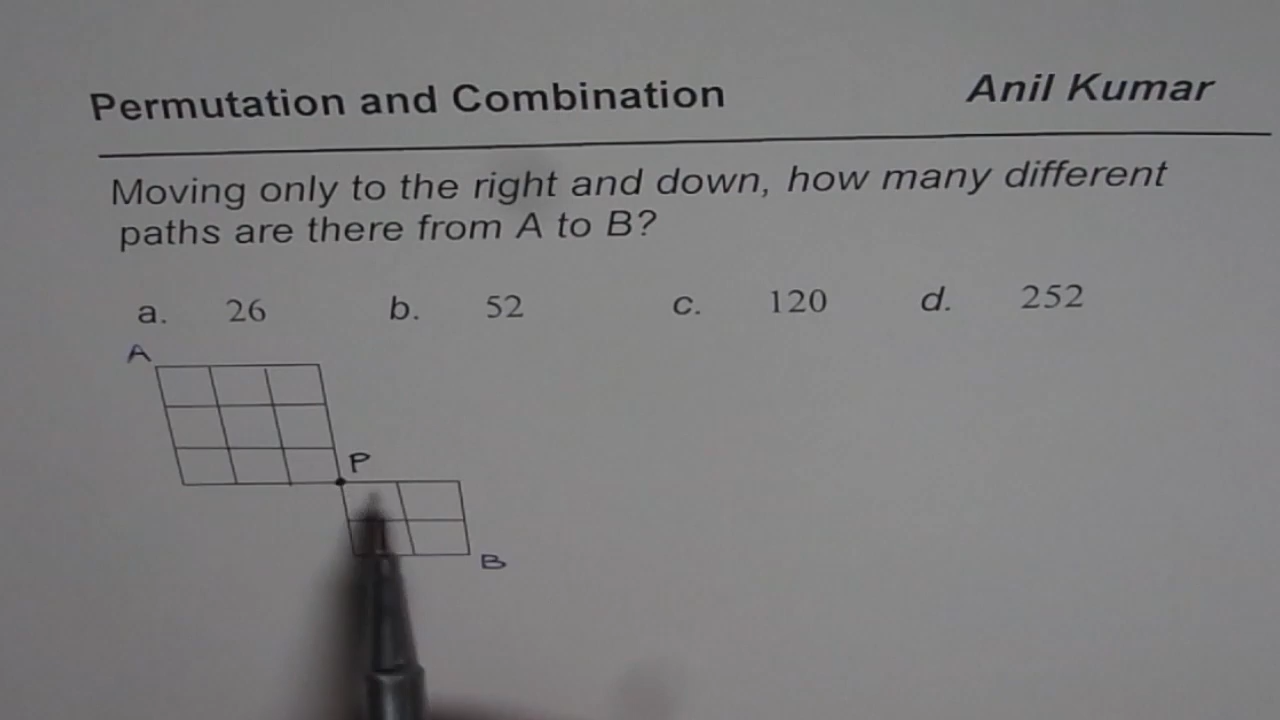 Permutation and Combination Anil Kumar
Moving only to the right and down, how many different
paths are there from A to B?
a. 26 b. 52 c. 120 d. 252
A
P
B